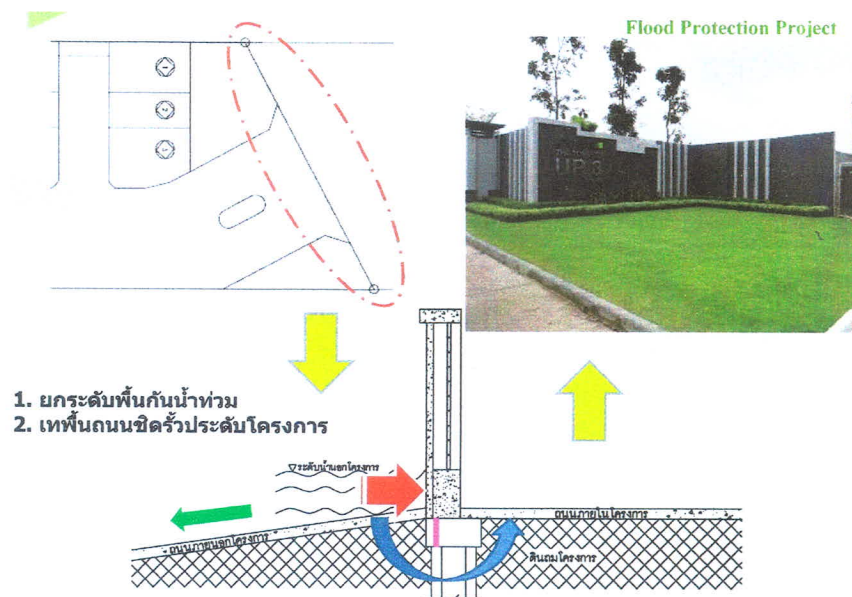 Flood Protection Project
UP 3
1. ยกระดับพื้นกันน้ำท่วม
2. เทพื้นถนนชิดรั้วประดับโครงการ
ระดับน้ำนอกโครงการ
ถนนภายในโครงการ
ถนนภายนอกโครงการ
ดินถมโครงการ